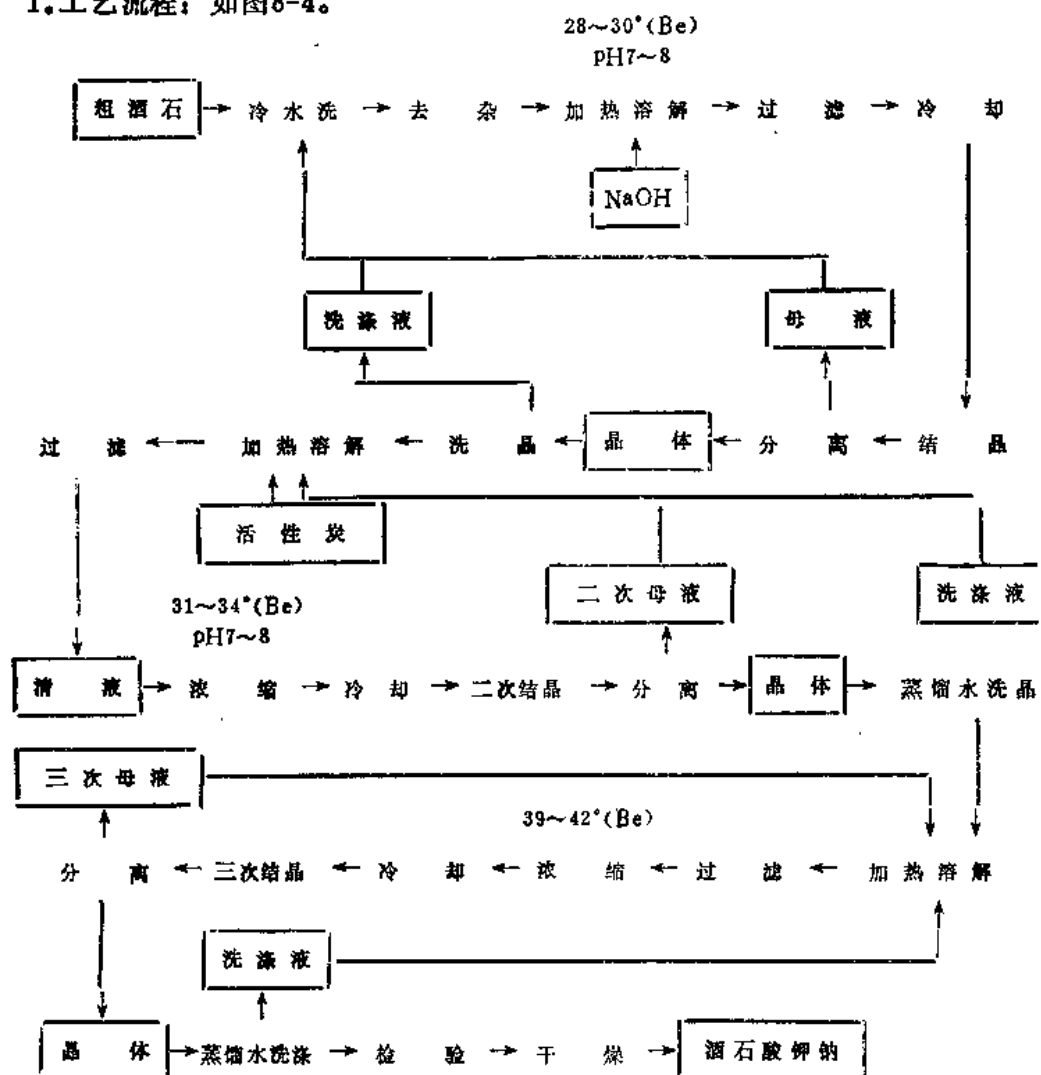 1.工艺流程：如图8-4。
28～30°(Be)
pH7～8
粗酒石 → 冷水洗 → 去杂 → 加热溶解 → 过滤 → 冷却
NaOH
洗涤液 母液
过滤 ← 加热溶解 ← 洗晶 ← 晶体 ← 分离 ← 结晶
活性炭
二次母液 洗涤液
31～34°(Be)
pH7～8
清液 → 浓缩 → 冷却 → 二次结晶 → 分离 → 晶体 → 蒸馏水洗晶
三次母液
39～42°(Be)
分离 ← 三次结晶 ← 冷却 ← 浓缩 ← 过滤 ← 加热溶解
洗涤液
晶体 → 蒸馏水洗涤 → 检验 → 干燥 → 酒石酸钾钠